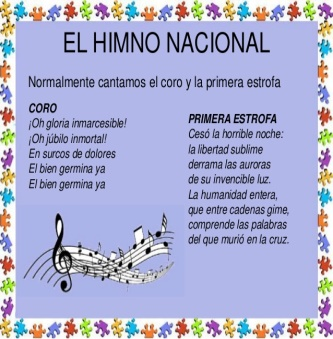 EL HIMNO NACIONAL
Normalmente cantamos el coro y la primera estrofa
CORO
¡Oh gloria inmarcesible!
¡Oh júbilo inmortal!
En surcos de dolores
El bien germina ya
El bien germina ya
PRIMERA ESTROFA
Cesó la horrible noche:
la libertad sublime
derrama las auroras
de su invencible luz.
La humanidad entera,
que entre cadenas gime,
comprende las palabras
del que murió en la cruz.